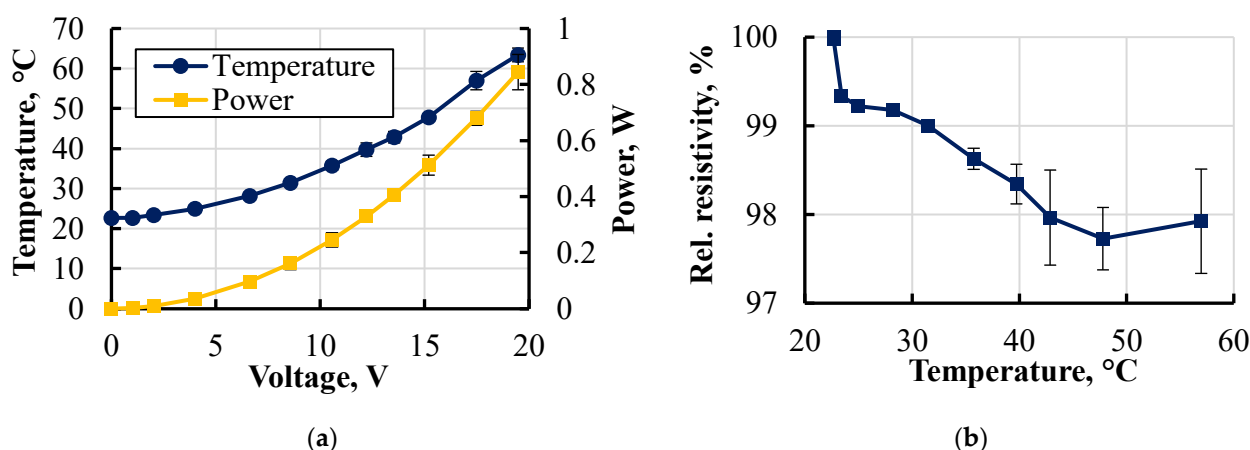 70
60
50
40
30
20
10
0
Temperature, °C
Temperature
Power
1
0.8
0.6
0.4
0.2
0
Power, W
0 5 10 15 20
Voltage, V
(a)
100
99
98
97
Rel. resistivity, %
20 30 40 50 60
Temperature, °C
(b)